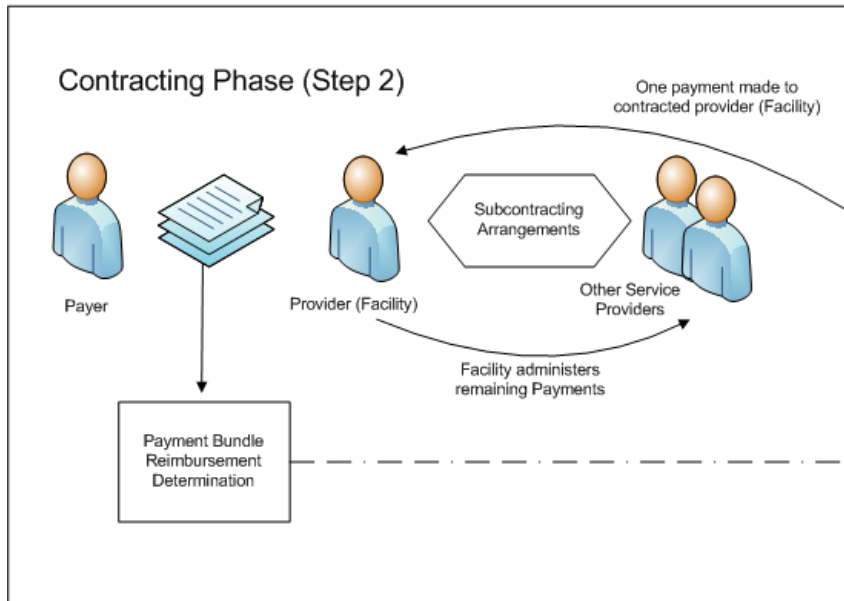 Contracting Phase (Step 2)
One payment made to
contracted provider (Facility)
Subcontracting
Arrangements
Payer
Provider (Facility)
Other Service
Providers
Facility administers
remaining Payments
Payment Bundle
Reimbursement
Determination